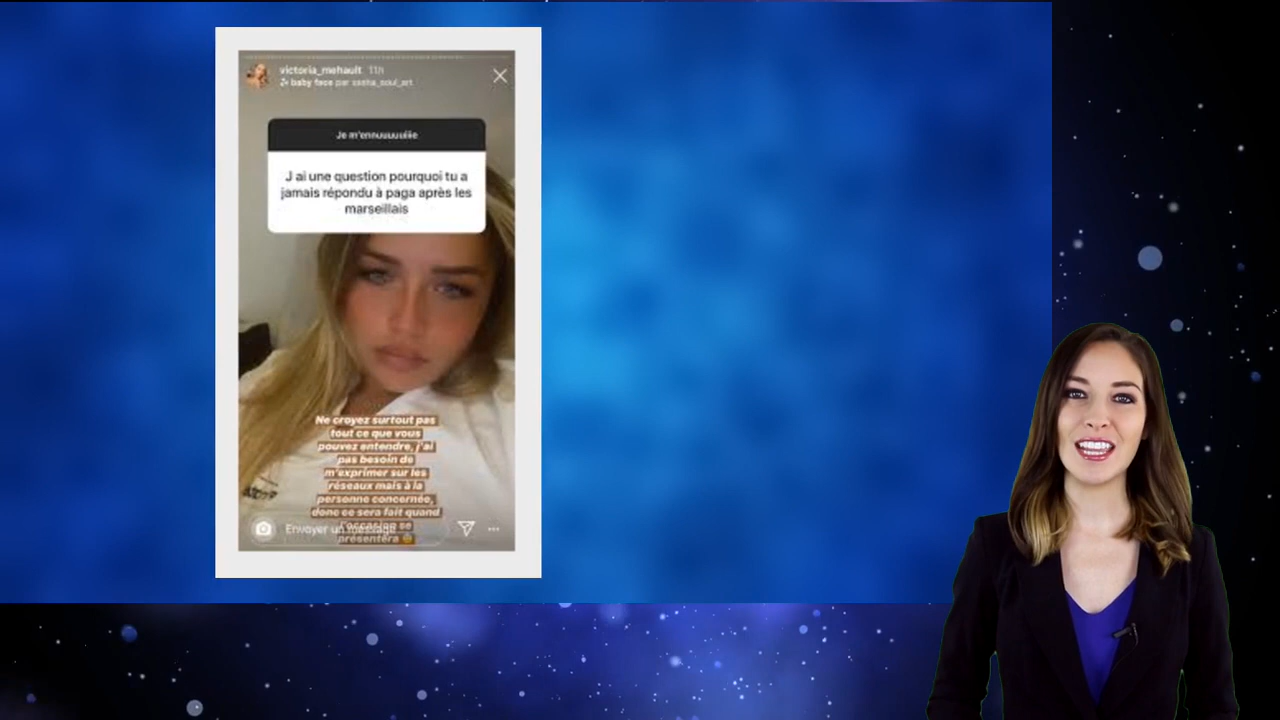 victoria_mehault 11h
baby face par sasha_soul_art
Je m'ennuuuuuiiie
J ai une question pourquoi tu a
jamais répondu à paga après les
marseillais
Ne croyez surtout pas
tout ce que vous
pouvez entendre, j'ai
pas besoin de
m'exprimer sur les
réseaux mais à la
personne concernée,
donc ce sera fait quand
l'occasion se
Envoyer un message
présentera